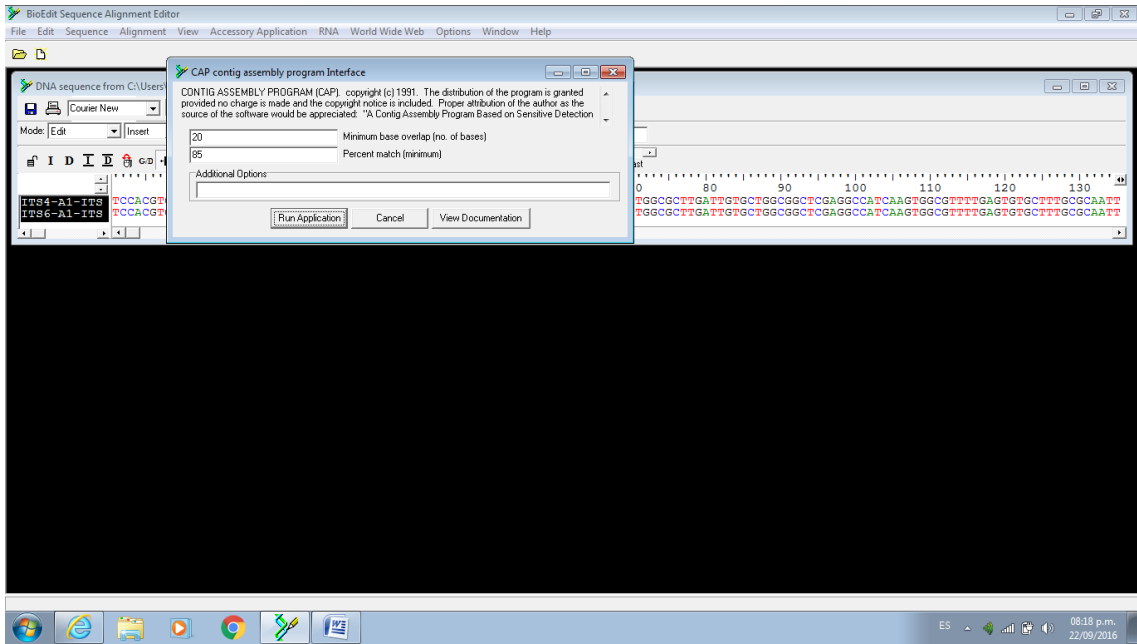 BioEdit Sequence Alignment Editor
File Edit Sequence Alignment View Accessory Application RNA World Wide Web Options Window Help
CAP contig assembly program Interface
CONTIG ASSEMBLY PROGRAM (CAP). copyright (c) 1991. The distribution of the program is granted
provided no charge is made and the copyright notice is included. Proper attribution of the author as the
source of the software would be appreciated: "A Contig Assembly Program Based on Sensitive Detection
20 Minimum base overlap (no. of bases)
85 Percent match (minimum)
Additional Options
Run Application Cancel View Documentation
DNA sequence from C:\Users\
Courier New
Mode: Edit Insert
I D I D G/D
0 80 90 100 110 120 130
ITS4-A1-ITS TCCACGT TGGCGCTTGATTGTGCTGGCGGCTCGAGGCCATCAAGTGGCGTTTTGAGTGTGCTTTGCGCAATT
ITS6-A1-ITS TCCACGT TGGCGCTTGATTGTGCTGGCGGCTCGAGGCCATCAAGTGGCGTTTTGAGTGTGCTTTGCGCAATT
ES 08:18 p.m.
22/09/2016